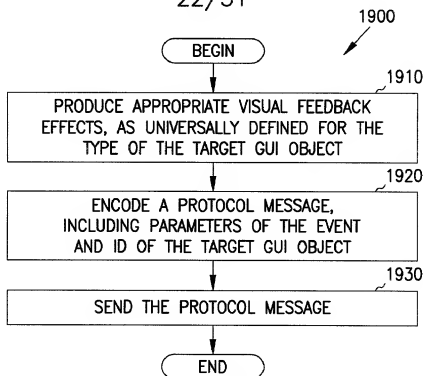 22/31
1900
BEGIN
1910
PRODUCE APPROPRIATE VISUAL FEEDBACK
EFFECTS, AS UNIVERSALLY DEFINED FOR THE
TYPE OF THE TARGET GUI OBJECT
1920
ENCODE A PROTOCOL MESSAGE,
INCLUDING PARAMETERS OF THE EVENT
AND ID OF THE TARGET GUI OBJECT
1930
SEND THE PROTOCOL MESSAGE
END